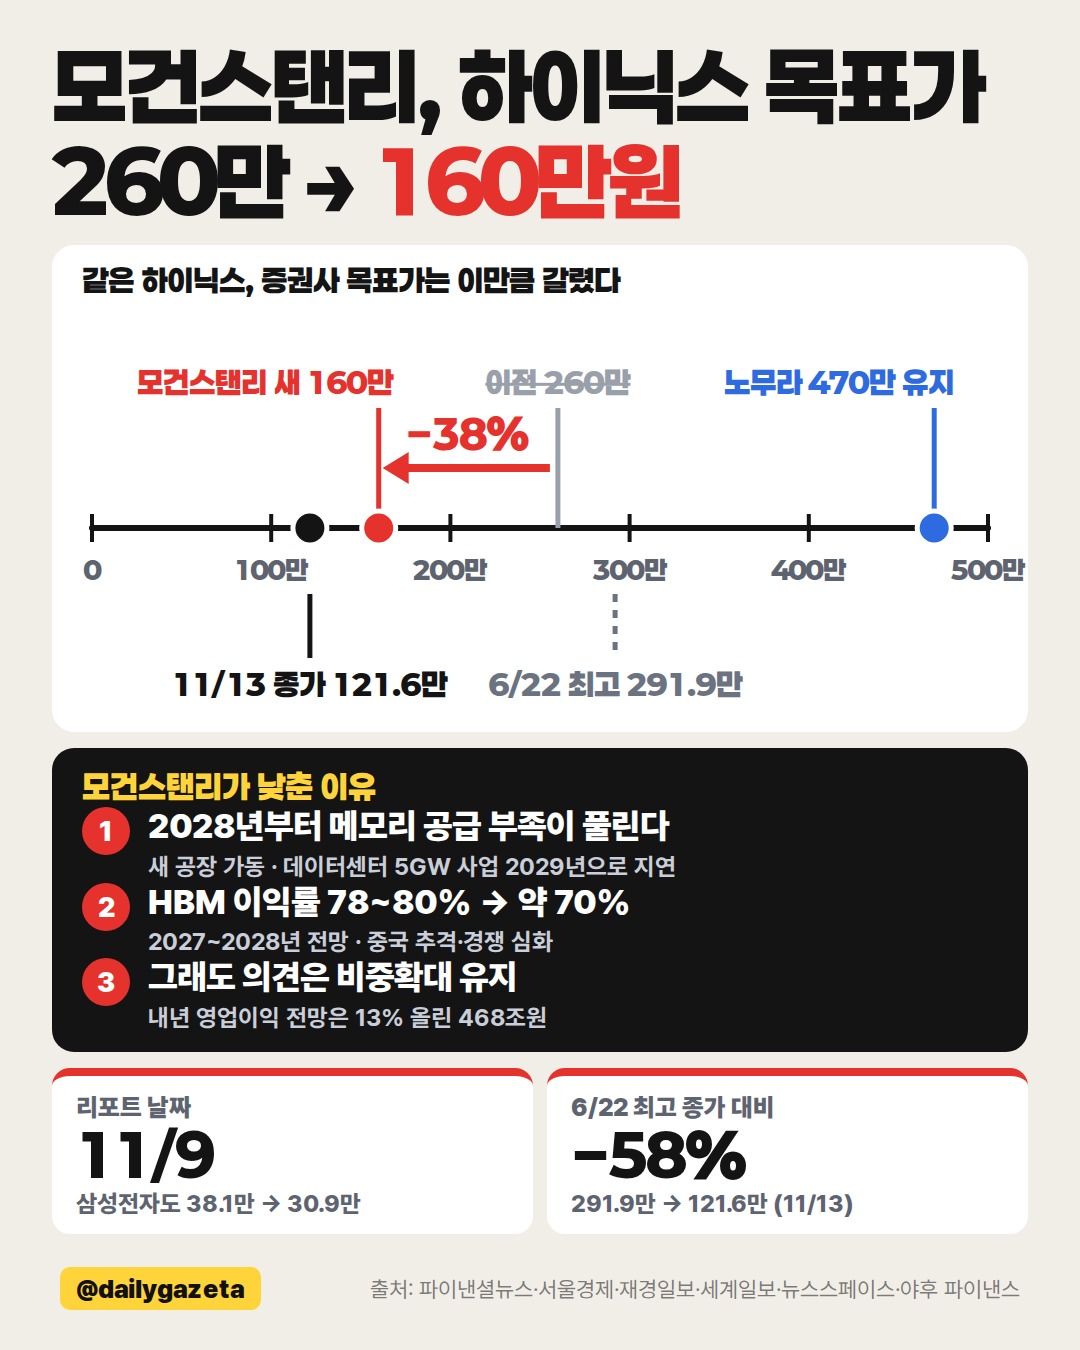 모건스탠리, 하이닉스 목표가
260만 → 160만원
같은 하이닉스, 증권사 목표가는 이만큼 갈렸다
모건스탠리 새 160만 이전 260만 노무라 470만 유지
−38%
0 100만 200만 300만 400만 500만
11/13 종가 121.6만 6/22 최고 291.9만
모건스탠리가 낮춘 이유
1 2028년부터 메모리 공급 부족이 풀린다
새 공장 가동 · 데이터센터 5GW 사업 2029년으로 지연
2 HBM 이익률 78~80% → 약 70%
2027~2028년 전망 · 중국 추격·경쟁 심화
3 그래도 의견은 비중확대 유지
내년 영업이익 전망은 13% 올린 468조원
리포트 날짜
11/9
삼성전자도 38.1만 → 30.9만
6/22 최고 종가 대비
−58%
291.9만 → 121.6만 (11/13)
@dailygazeta
출처: 파이낸셜뉴스·서울경제·재경일보·세계일보·뉴스스페이스·야후 파이낸스